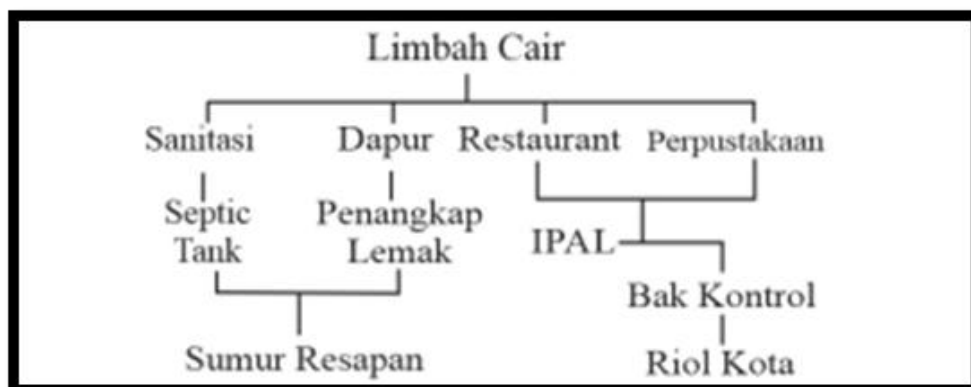 Limbah Cair
Sanitasi Dapur Restaurant Perpustakaan
Septic Tank
Penangkap Lemak
IPAL
Bak Kontrol
Sumur Resapan
Riol Kota